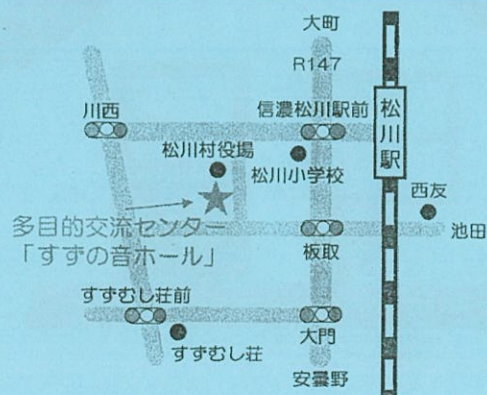 大町
R147
川西
信濃松川駅前
松川駅
松川村役場
松川小学校
西友
多目的交流センター
「すずの音ホール」
池田
板取
すずむし荘前
すずむし荘
大門
安曇野